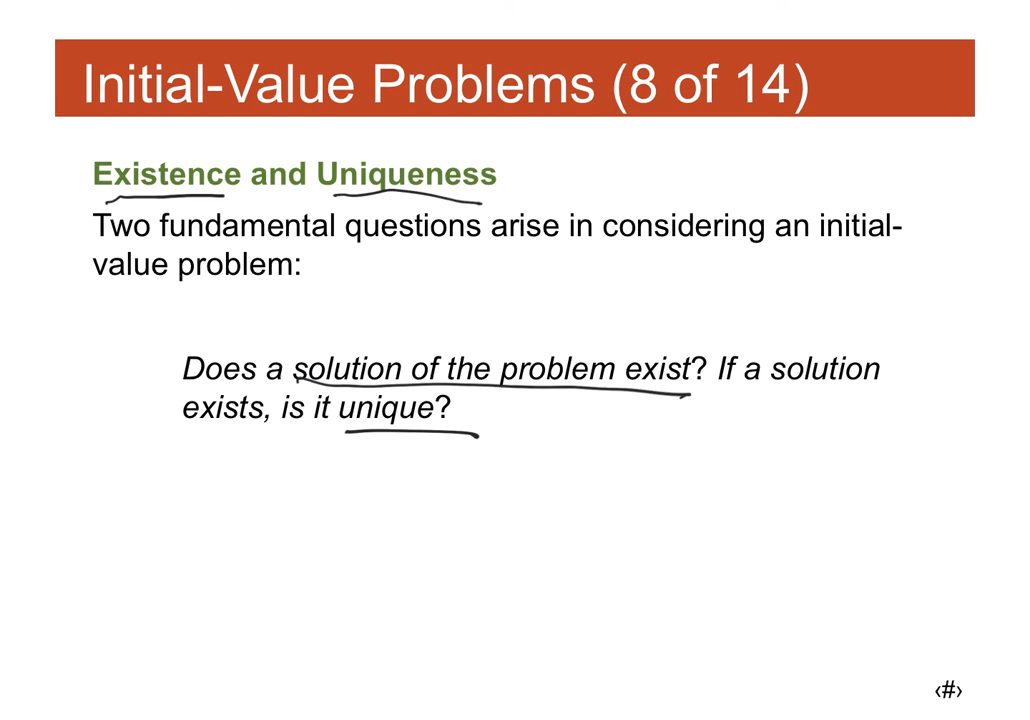 Initial-Value Problems (8 of 14)
Existence and Uniqueness
Two fundamental questions arise in considering an initial-
value problem:
Does a solution of the problem exist? If a solution
exists, is it unique?
‹#›